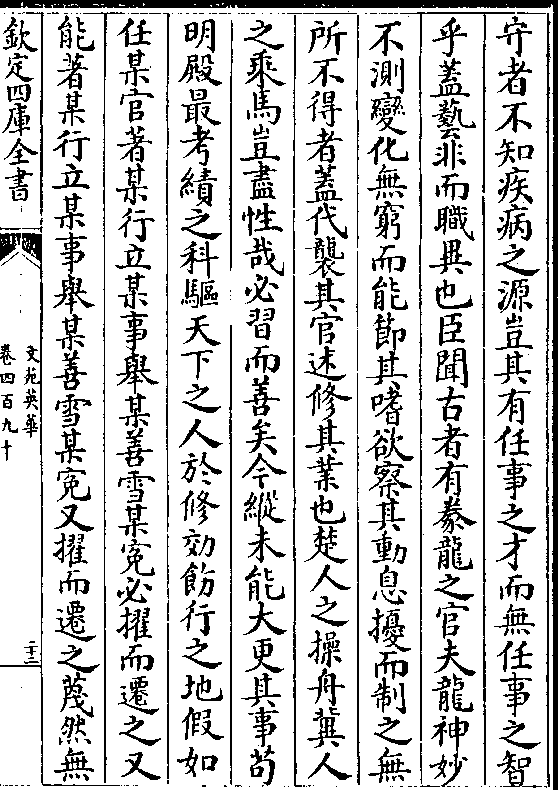 守者不知疾病之源豈其有任事之才而無任事之智
乎蓋藝非而職異也臣聞古者有豢龍之官夫龍神妙
不測變化無窮而能節其嗜欲察其動息擾而制之無
所不得者蓋代襲其官述修其業也楚人之操舟冀人
之乘馬豈盡性哉必習而善矣今縱未能大更其事茍
明殿最考績之科驅天下之人於修効飭行之地假如
任某官著某行立某事舉某善雪某寃必擢而遷之又
能著某行立某事舉某善雪某寃又擢而遷之蔑然無
欽定四庫全書
文苑英華
卷四百九十
二十三